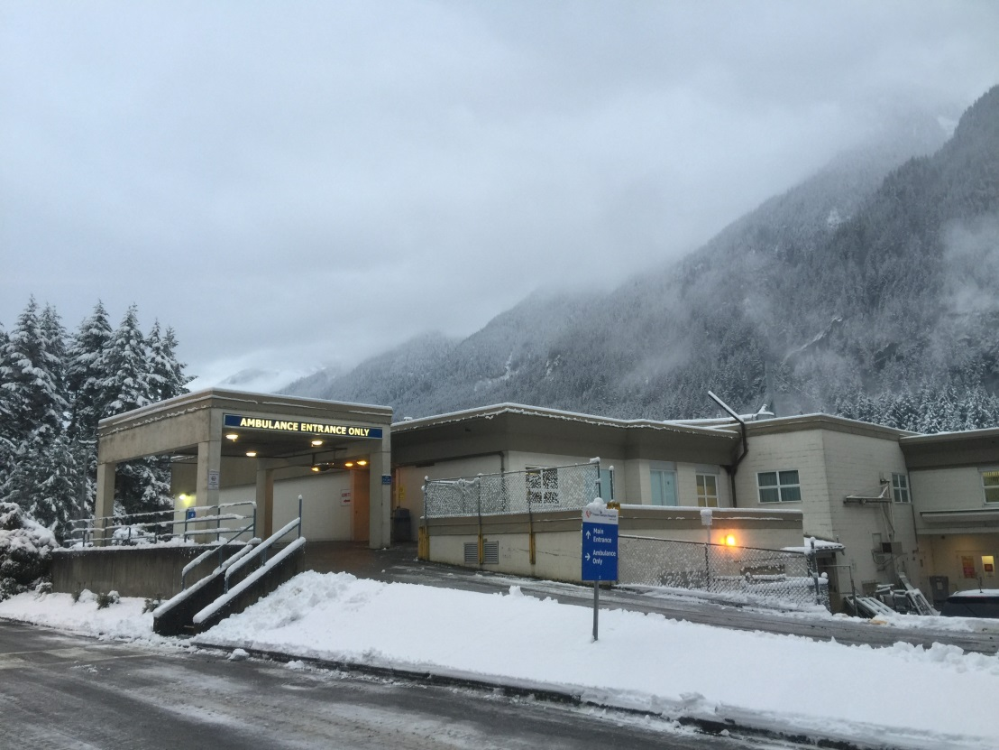 AMBULANCE ENTRANCE ONLY
↑ Main
Entrance
→ Ambulance
Only